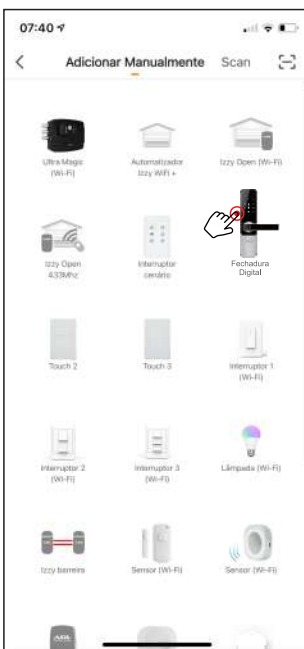 07:40
Adicionar Manualmente Scan
Ultra Magic
(Wi-Fi)
Automatizador
Izzy WiFi +
Izzy Open (Wi-Fi)
Izzy Open
433Mhz
Interruptor
cenário
Fechadura
Digital
Touch 2
Touch 3
Interruptor 1
(Wi-Fi)
Interruptor 2
(Wi-Fi)
Interruptor 3
(Wi-Fi)
Lâmpada (Wi-Fi)
Izzy barreira
Sensor (Wi-Fi)
Sensor (Wi-Fi)